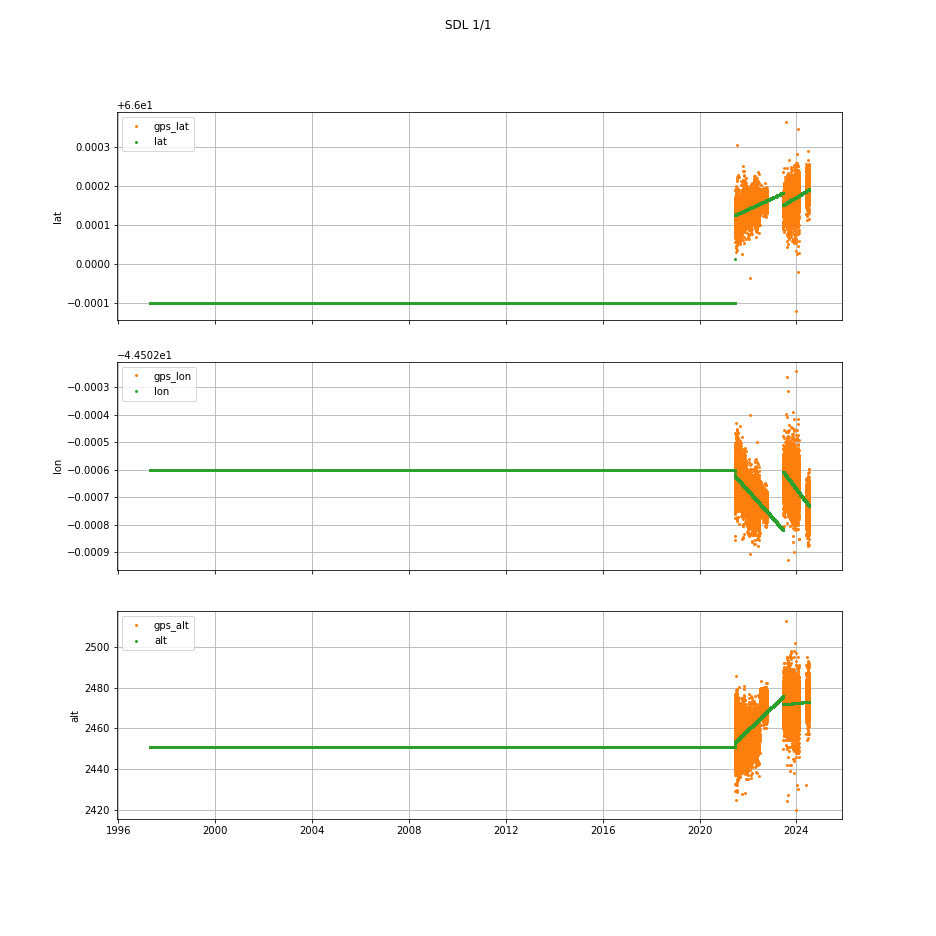 SDL 1/1
+6.6e1
gps_lat
lat
0.0003
0.0002
0.0001
0.0000
−0.0001
lat
−4.4502e1
gps_lon
lon
−0.0003
−0.0004
−0.0005
−0.0006
−0.0007
−0.0008
−0.0009
lon
gps_alt
alt
2500
2480
2460
2440
2420
alt
1996 2000 2004 2008 2012 2016 2020 2024